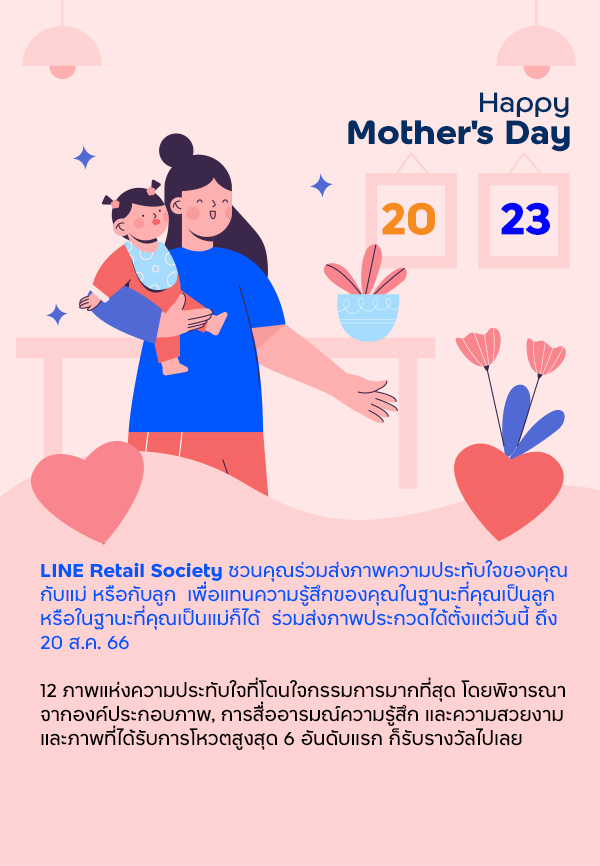 Happy
Mother's Day
20
23
LINE Retail Society ชวนคุณร่วมส่งภาพความประทับใจของคุณ
กับแม่ หรือกับลูก เพื่อแทนความรู้สึกของคุณในฐานะที่คุณเป็นลูก
หรือในฐานะที่คุณเป็นแม่ก็ได้ ร่วมส่งภาพประกวดได้ตั้งแต่วันนี้ ถึง
20 ส.ค. 66
12 ภาพแห่งความประทับใจที่โดนใจกรรมการมากที่สุด โดยพิจารณา
จากองค์ประกอบภาพ, การสื่ออารมณ์ความรู้สึก และความสวยงาม
และภาพที่ได้รับการโหวตสูงสุด 6 อันดับแรก ก็รับรางวัลไปเลย